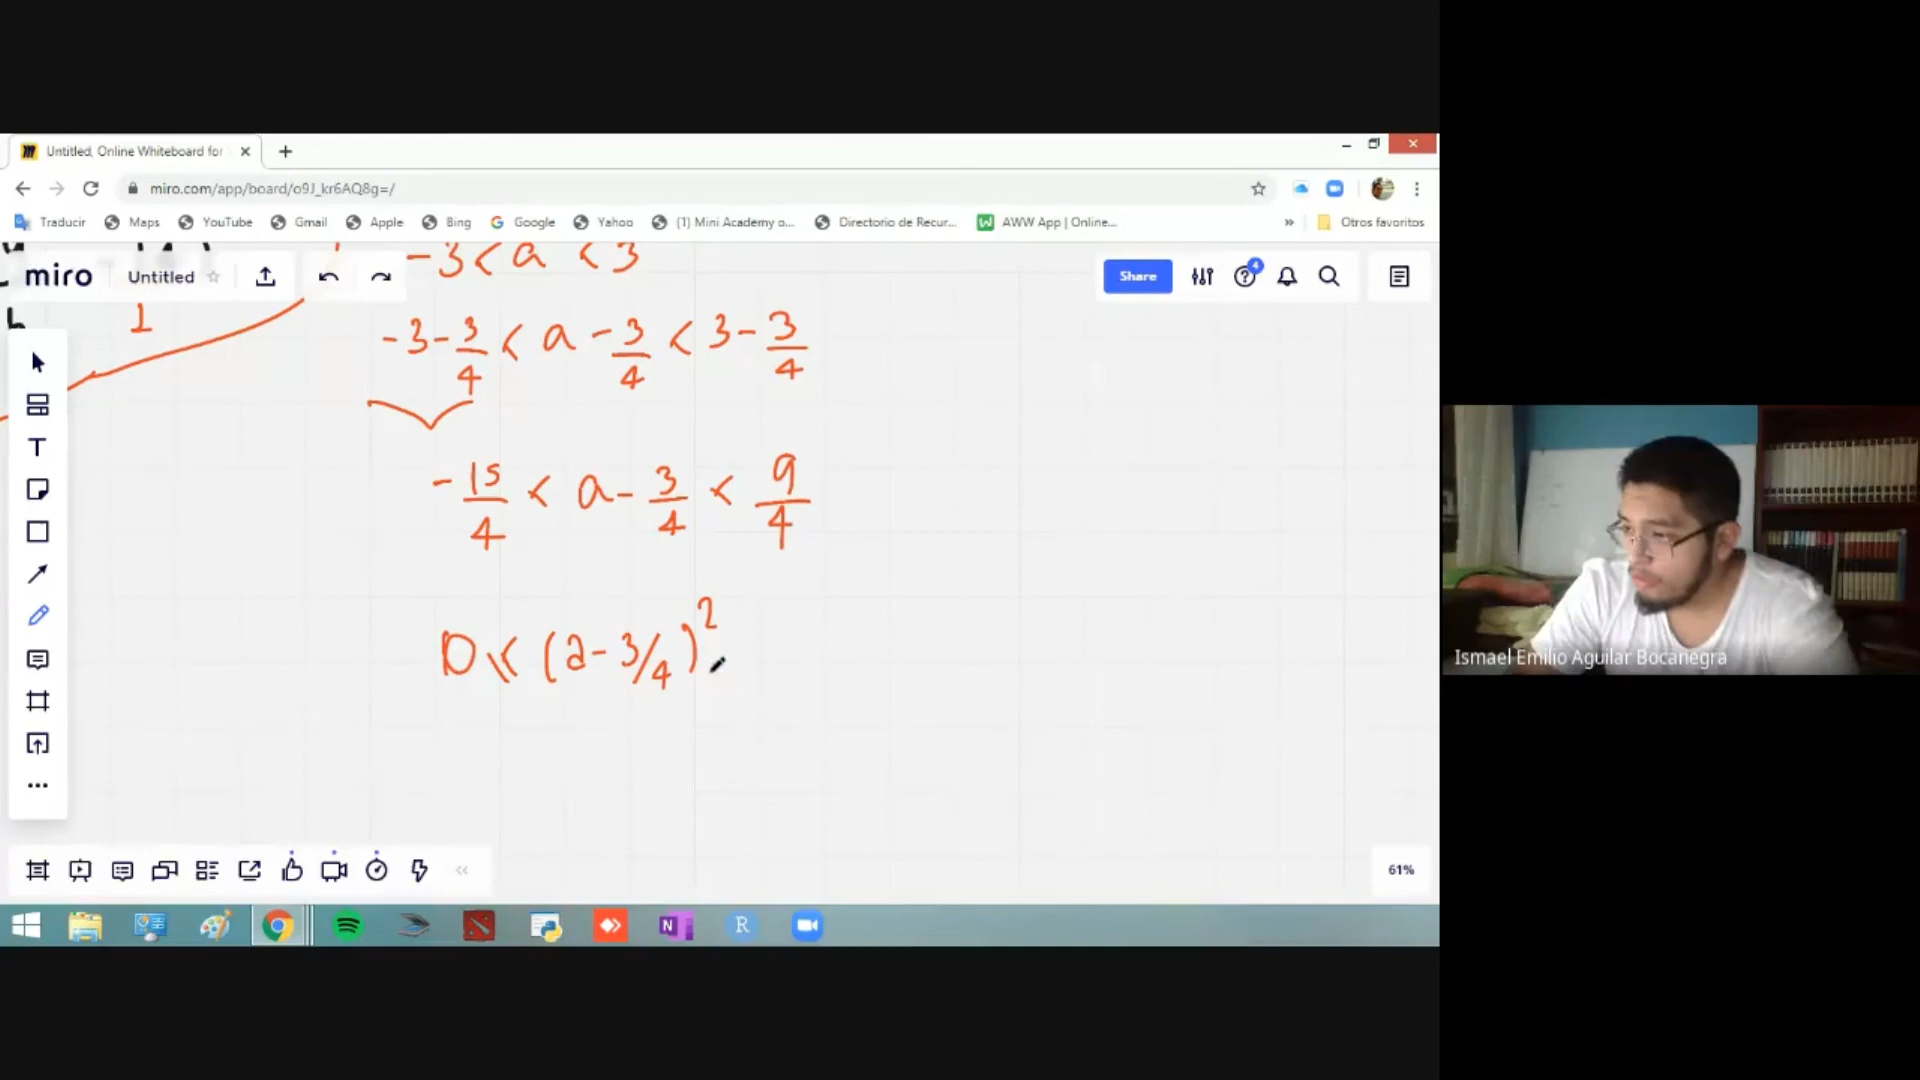 Untitled, Online Whiteboard for
miro.com/app/board/o9J_kr6AQ8g=/
Traducir Maps YouTube Gmail Apple Bing Google Yahoo (1) Mini Academy o... Directorio de Recur... AWW App | Online... » Otros favoritos
miro Untitled Share 4
-3 < a < 3
1
-3 - 3/4 < a - 3/4 < 3 - 3/4
- 15/4 < a - 3/4 < 9/4
0 ≤ (a - 3/4)²
Ismael Emilio Aguilar Bocanegra
61%